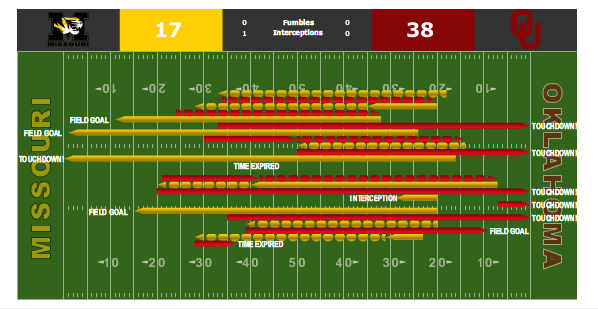 17
38
0 Fumbles 0
1 Interceptions 0
MISSOURI
MISSOURI
OKLAHOMA
10 20 30 40 50 40 30 20 10
FIELD GOAL
TOUCHDOWN!
FIELD GOAL
TOUCHDOWN!
TOUCHDOWN!
TIME EXPIRED
TOUCHDOWN!
INTERCEPTION
TOUCHDOWN!
FIELD GOAL
TOUCHDOWN!
FIELD GOAL
TIME EXPIRED
10 20 30 40 50 40 30 20 10